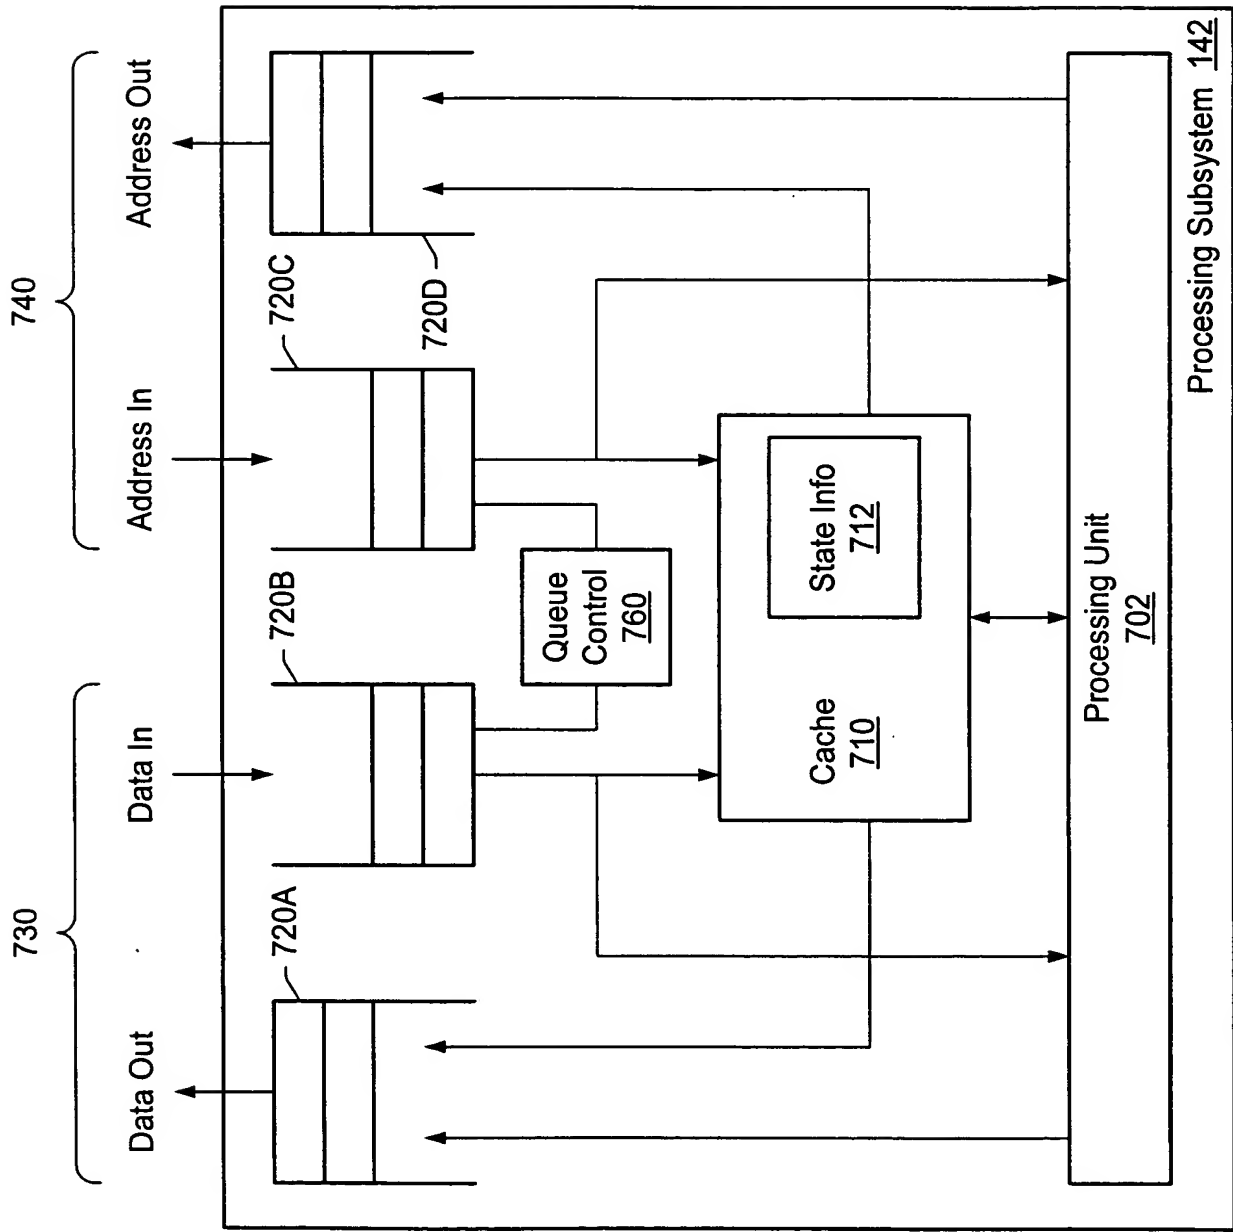 730
740
Data Out
Data In
Address In
Address Out
720A
720B
720C
720D
Queue
Control
760
Cache
710
State Info
712
Processing Unit
702
Processing Subsystem 142